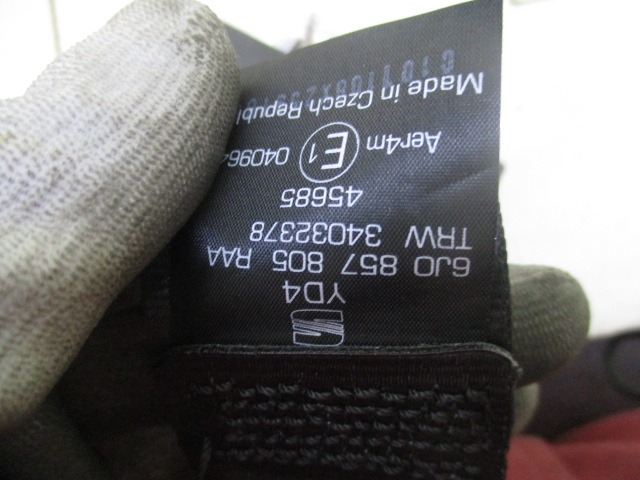 YD4
6J0 857 805 RAA
TRW 34032378
45685
Aer4m E1 04096
Made in Czech